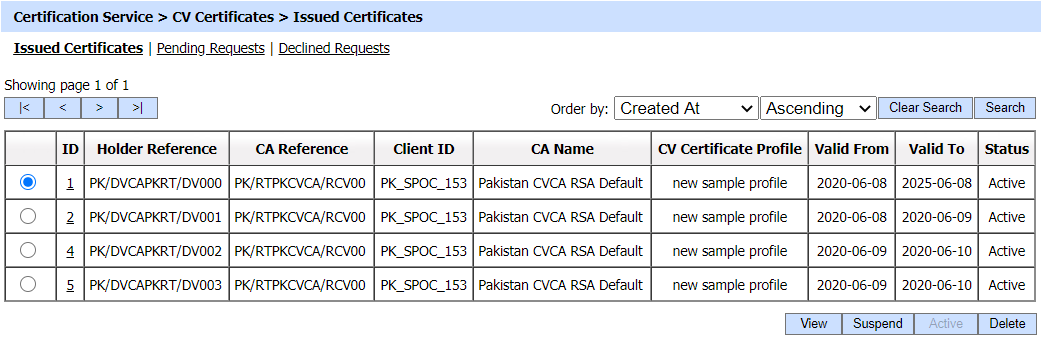 Certification Service > CV Certificates > Issued Certificates
Issued Certificates | Pending Requests | Declined Requests
Showing page 1 of 1
|< < > >| Order by: Created At Ascending Clear Search Search
ID Holder Reference CA Reference Client ID CA Name CV Certificate Profile Valid From Valid To Status
1 PK/DVCAPKRT/DV000 PK/RTPKCVCA/RCV00 PK_SPOC_153 Pakistan CVCA RSA Default new sample profile 2020-06-08 2025-06-08 Active
2 PK/DVCAPKRT/DV001 PK/RTPKCVCA/RCV00 PK_SPOC_153 Pakistan CVCA RSA Default new sample profile 2020-06-08 2020-06-09 Active
4 PK/DVCAPKRT/DV002 PK/RTPKCVCA/RCV00 PK_SPOC_153 Pakistan CVCA RSA Default new sample profile 2020-06-09 2020-06-10 Active
5 PK/DVCAPKRT/DV003 PK/RTPKCVCA/RCV00 PK_SPOC_153 Pakistan CVCA RSA Default new sample profile 2020-06-09 2020-06-10 Active
View Suspend Active Delete